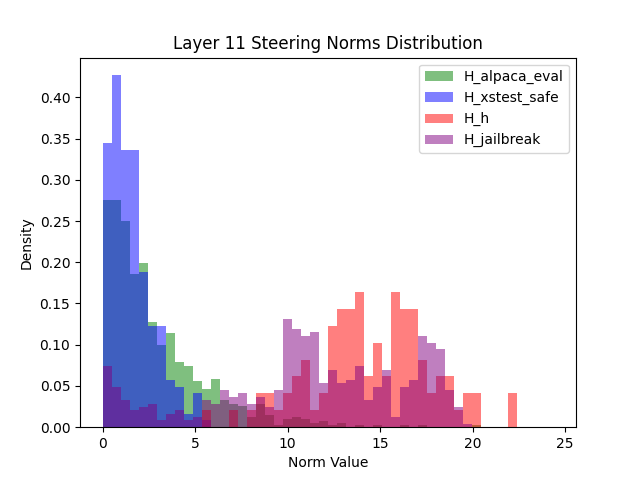 Layer 11 Steering Norms Distribution
H_alpaca_eval
H_xstest_safe
H_h
H_jailbreak
Density
0.40
0.35
0.30
0.25
0.20
0.15
0.10
0.05
0.00
0 5 10 15 20 25
Norm Value